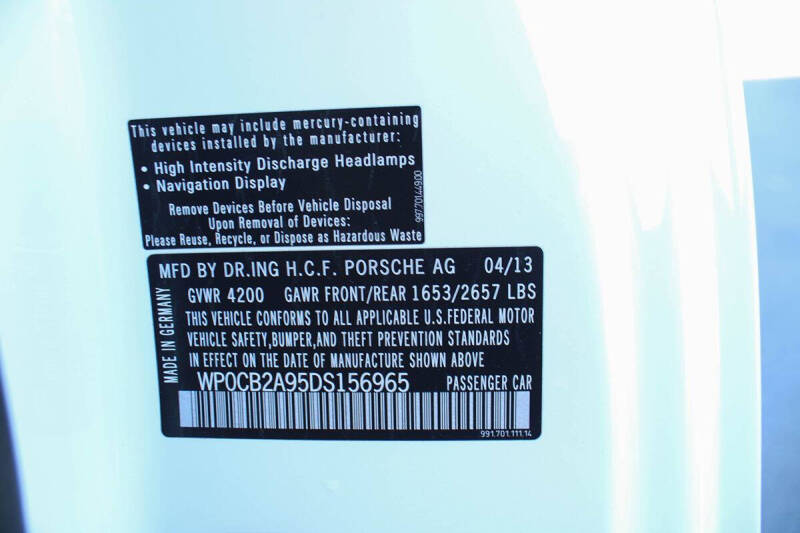 This vehicle may include mercury-containing
devices installed by the manufacturer:
• High Intensity Discharge Headlamps
• Navigation Display
Remove Devices Before Vehicle Disposal
Upon Removal of Devices:
Please Reuse, Recycle, or Dispose as Hazardous Waste
997.701.449.00
MFD BY DR.ING H.C.F. PORSCHE AG 04/13
GVWR 4200 GAWR FRONT/REAR 1653/2657 LBS
THIS VEHICLE CONFORMS TO ALL APPLICABLE U.S.FEDERAL MOTOR
VEHICLE SAFETY,BUMPER,AND THEFT PREVENTION STANDARDS
IN EFFECT ON THE DATE OF MANUFACTURE SHOWN ABOVE
WP0CB2A95DS156965 PASSENGER CAR
MADE IN GERMANY
991.701.111.14